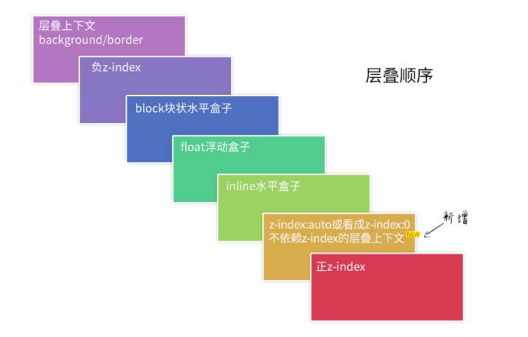 层叠上下文
background/border
层叠顺序
负z-index
block块状水平盒子
float浮动盒子
inline水平盒子
z-index:auto或看成z-index:0
不依赖z-index的层叠上下文
NEW
新增
正z-index